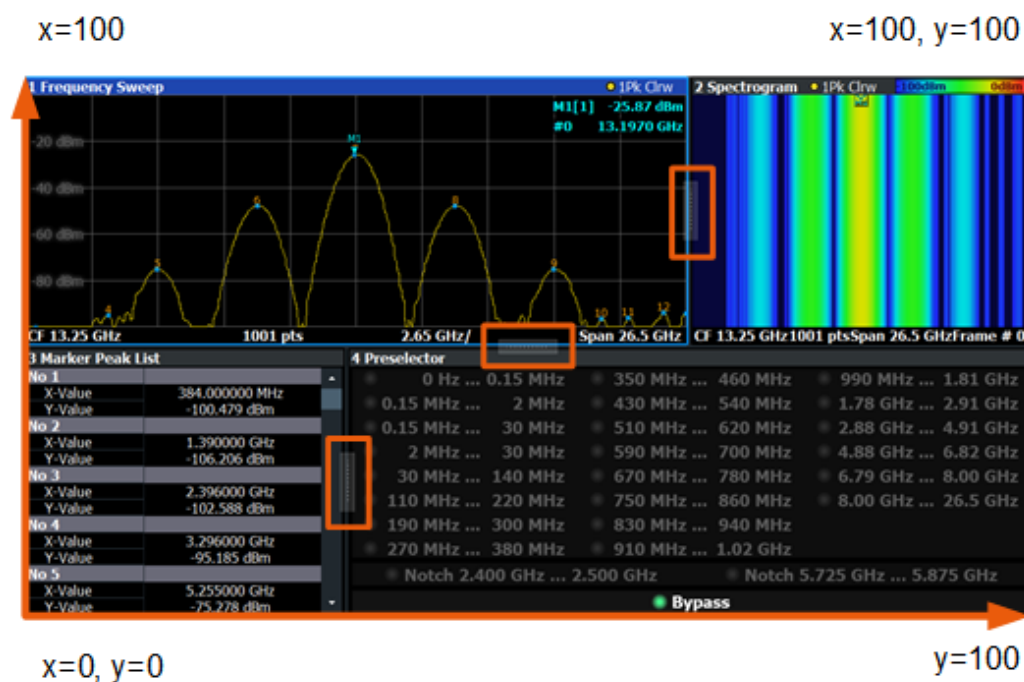 x=100
x=100, y=100
1 Frequency Sweep
1Pk Clrw
2 Spectrogram
1Pk Clrw
-100dBm
0dBm
M1[1] -25.87 dBm
#0 13.1970 GHz
M1
-20 dBm
-40 dBm
-60 dBm
-80 dBm
4
5
6
8
9
10
11
12
CF 13.25 GHz 1001 pts 2.65 GHz/ Span 26.5 GHz
CF 13.25 GHz 1001 pts Span 26.5 GHz Frame # 0
3 Marker Peak List
4 Preselector
No 1
X-Value 384.000000 MHz
Y-Value -100.479 dBm
No 2
X-Value 1.390000 GHz
Y-Value -106.206 dBm
No 3
X-Value 2.396000 GHz
Y-Value -102.588 dBm
No 4
X-Value 3.296000 GHz
Y-Value -95.185 dBm
No 5
X-Value 5.255000 GHz
Y-Value -75.278 dBm
0 Hz ... 0.15 MHz 350 MHz ... 460 MHz 990 MHz ... 1.81 GHz
0.15 MHz ... 2 MHz 430 MHz ... 540 MHz 1.78 GHz ... 2.91 GHz
0.15 MHz ... 30 MHz 510 MHz ... 620 MHz 2.88 GHz ... 4.91 GHz
2 MHz ... 30 MHz 590 MHz ... 700 MHz 4.88 GHz ... 6.82 GHz
30 MHz ... 140 MHz 670 MHz ... 780 MHz 6.79 GHz ... 8.00 GHz
110 MHz ... 220 MHz 750 MHz ... 860 MHz 8.00 GHz ... 26.5 GHz
190 MHz ... 300 MHz 830 MHz ... 940 MHz
270 MHz ... 380 MHz 910 MHz ... 1.02 GHz
Notch 2.400 GHz ... 2.500 GHz Notch 5.725 GHz ... 5.875 GHz
Bypass
x=0, y=0
y=100